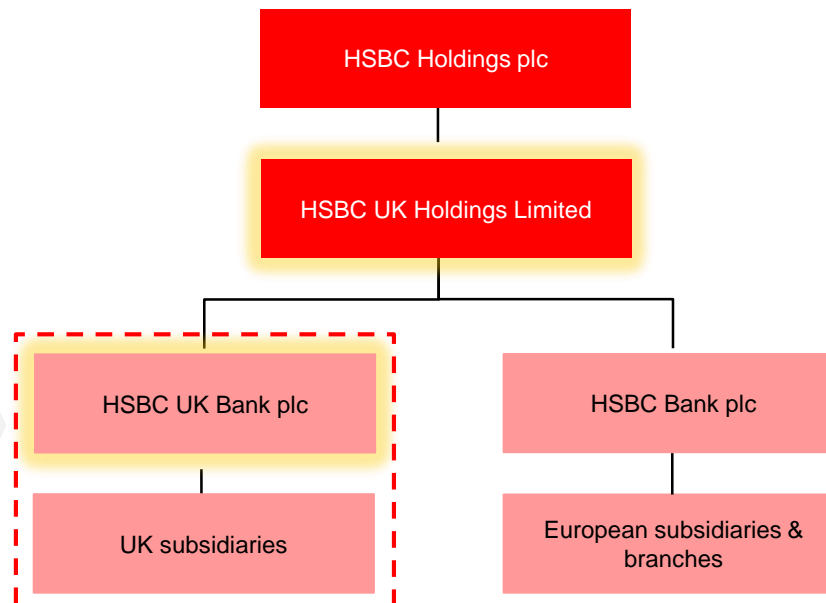 HSBC Holdings plc
HSBC UK Holdings Limited
HSBC UK Bank plc
HSBC Bank plc
UK subsidiaries
European subsidiaries &
branches